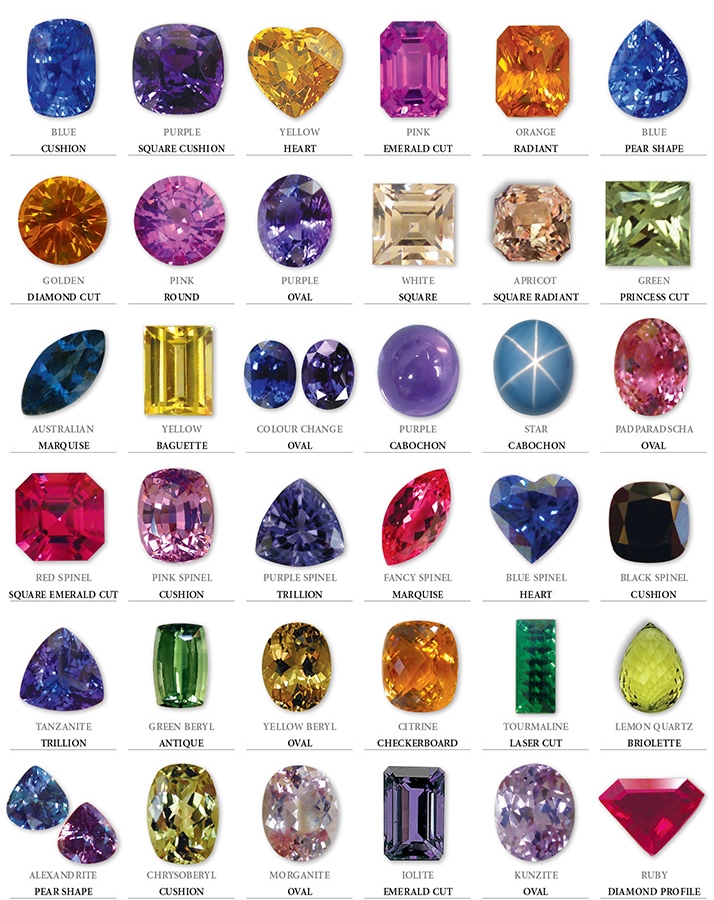 BLUE
CUSHION
PURPLE
SQUARE CUSHION
YELLOW
HEART
PINK
EMERALD CUT
ORANGE
RADIANT
BLUE
PEAR SHAPE
GOLDEN
DIAMOND CUT
PINK
ROUND
PURPLE
OVAL
WHITE
SQUARE
APRICOT
SQUARE RADIANT
GREEN
PRINCESS CUT
AUSTRALIAN
MARQUISE
YELLOW
BAGUETTE
COLOUR CHANGE
OVAL
PURPLE
CABOCHON
STAR
CABOCHON
PADPARADSCHA
OVAL
RED SPINEL
SQUARE EMERALD CUT
PINK SPINEL
CUSHION
PURPLE SPINEL
TRILLION
FANCY SPINEL
MARQUISE
BLUE SPINEL
HEART
BLACK SPINEL
CUSHION
TANZANITE
TRILLION
GREEN BERYL
ANTIQUE
YELLOW BERYL
OVAL
CITRINE
CHECKERBOARD
TOURMALINE
LASER CUT
LEMON QUARTZ
BRIOLETTE
ALEXANDRITE
PEAR SHAPE
CHRYSOBERYL
CUSHION
MORGANITE
OVAL
IOLITE
EMERALD CUT
KUNZITE
OVAL
RUBY
DIAMOND PROFILE